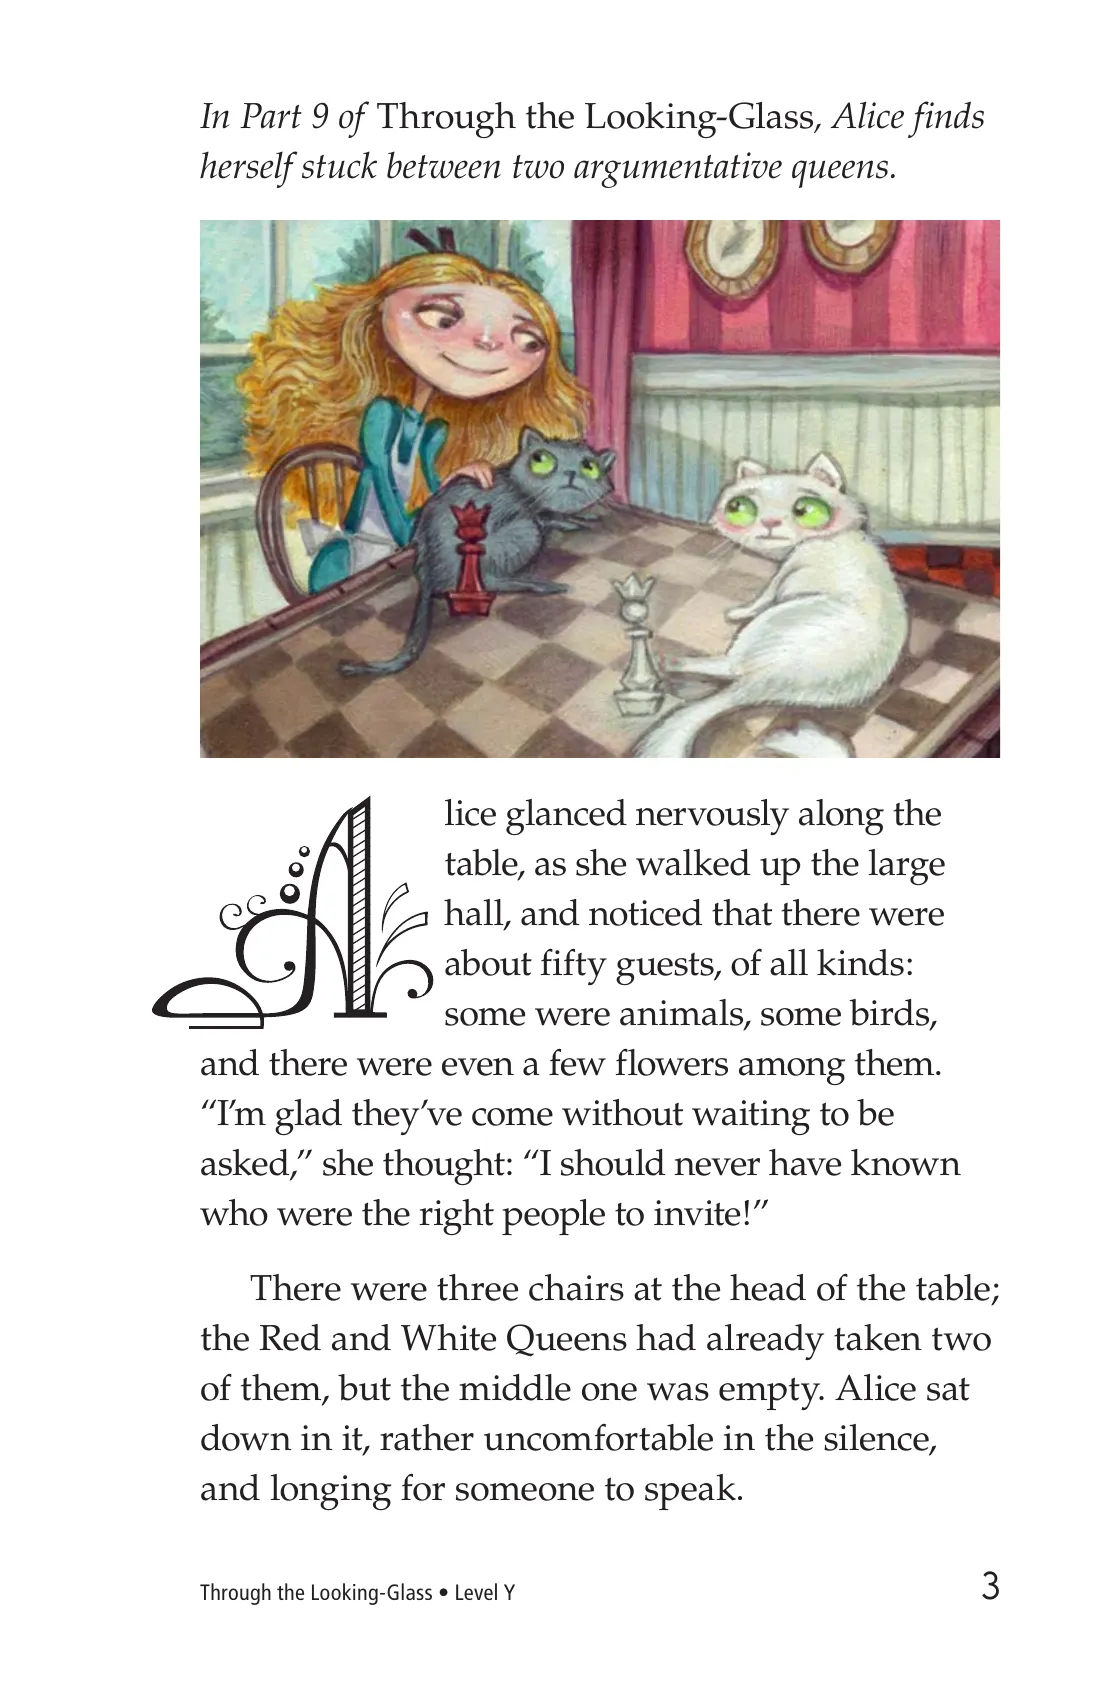 In Part 9 of Through the Looking-Glass, Alice finds
herself stuck between two argumentative queens.
Alice glanced nervously along the
table, as she walked up the large
hall, and noticed that there were
about fifty guests, of all kinds:
some were animals, some birds,
and there were even a few flowers among them.
“I’m glad they’ve come without waiting to be
asked,” she thought: “I should never have known
who were the right people to invite!”
There were three chairs at the head of the table;
the Red and White Queens had already taken two
of them, but the middle one was empty. Alice sat
down in it, rather uncomfortable in the silence,
and longing for someone to speak.
Through the Looking-Glass • Level Y
3